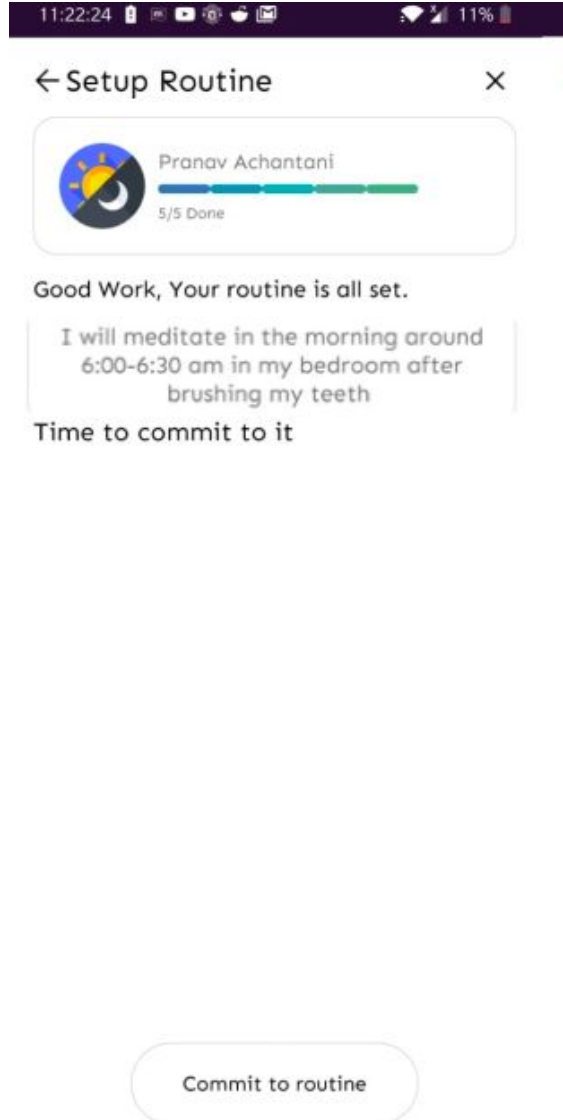 11:22:24 11%
Setup Routine
Pranav Achantani
5/5 Done
Good Work, Your routine is all set.
I will meditate in the morning around
6:00-6:30 am in my bedroom after
brushing my teeth
Time to commit to it
Commit to routine